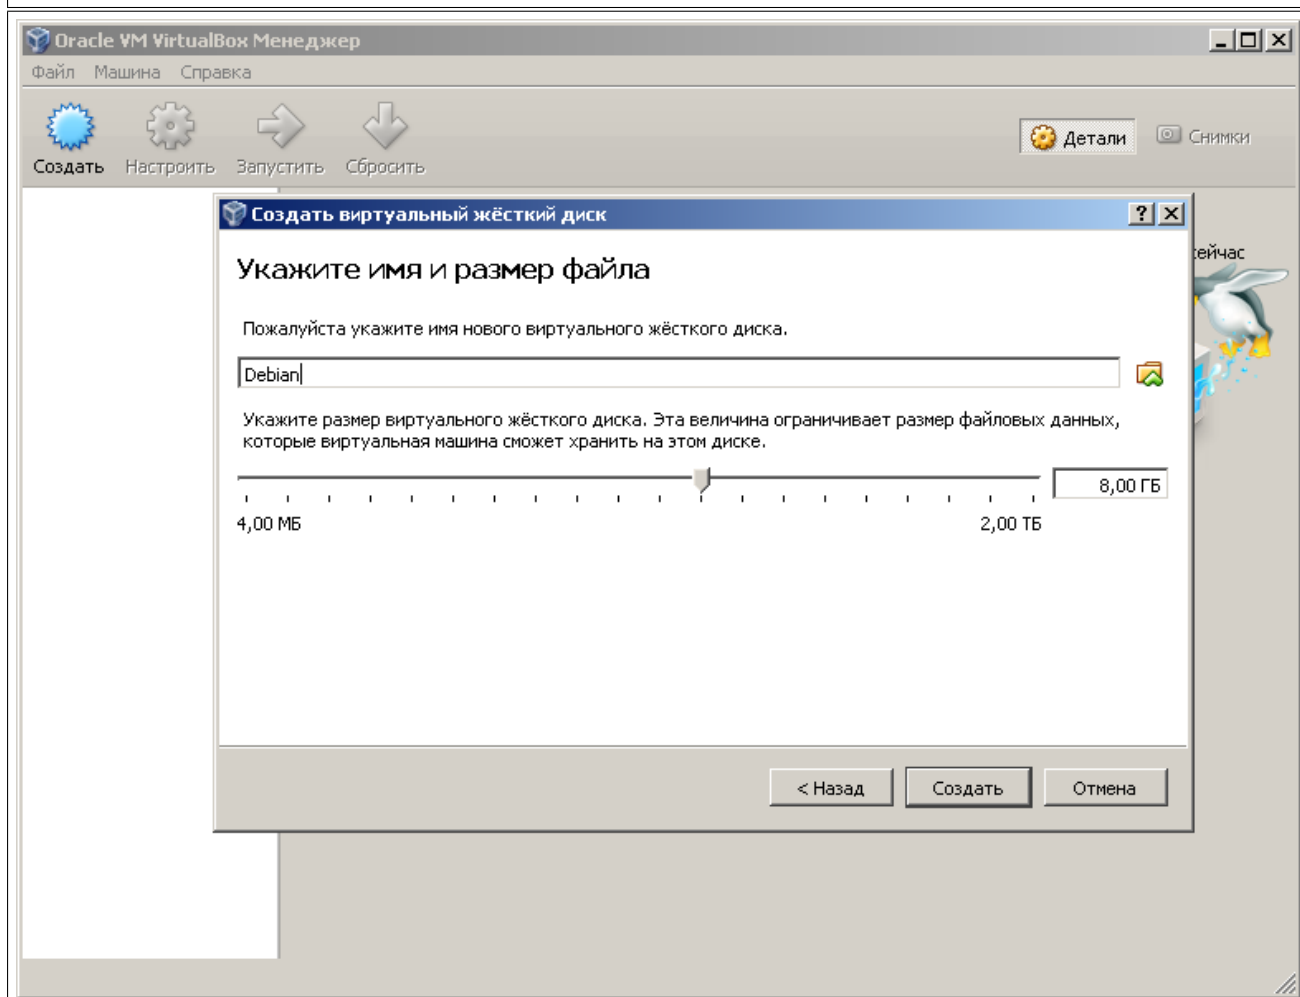 Oracle VM VirtualBox Менеджер
Файл Машина Справка
Создать Настроить Запустить Сбросить
Детали Снимки
Создать виртуальный жёсткий диск
ейчас
Укажите имя и размер файла
Пожалуйста укажите имя нового виртуального жёсткого диска.
Debian
Укажите размер виртуального жёсткого диска. Эта величина ограничивает размер файловых данных,
которые виртуальная машина сможет хранить на этом диске.
8,00 ГБ
4,00 МБ 2,00 ТБ
< Назад Создать Отмена